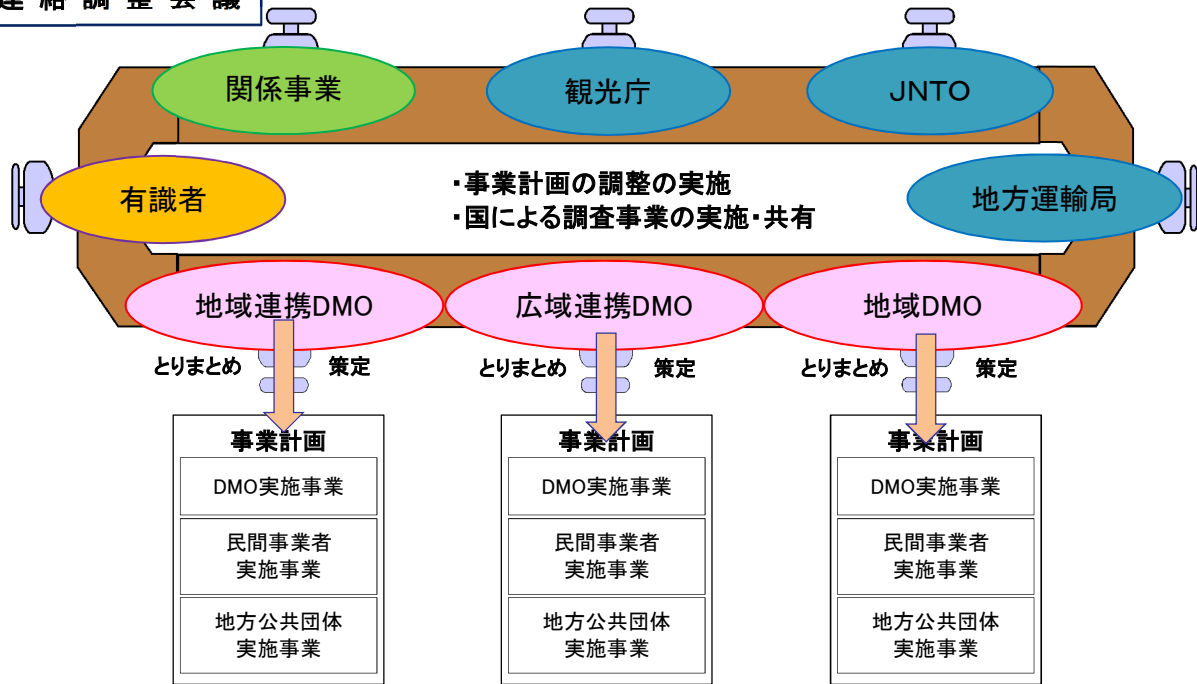 連絡調整会議
関係事業
観光庁
JNTO
有識者
・事業計画の調整の実施
・国による調査事業の実施・共有
地方運輸局
地域連携DMO
広域連携DMO
地域DMO
とりまとめ 策定
とりまとめ 策定
とりまとめ 策定
事業計画
DMO実施事業
民間事業者
実施事業
地方公共団体
実施事業
事業計画
DMO実施事業
民間事業者
実施事業
地方公共団体
実施事業
事業計画
DMO実施事業
民間事業者
実施事業
地方公共団体
実施事業